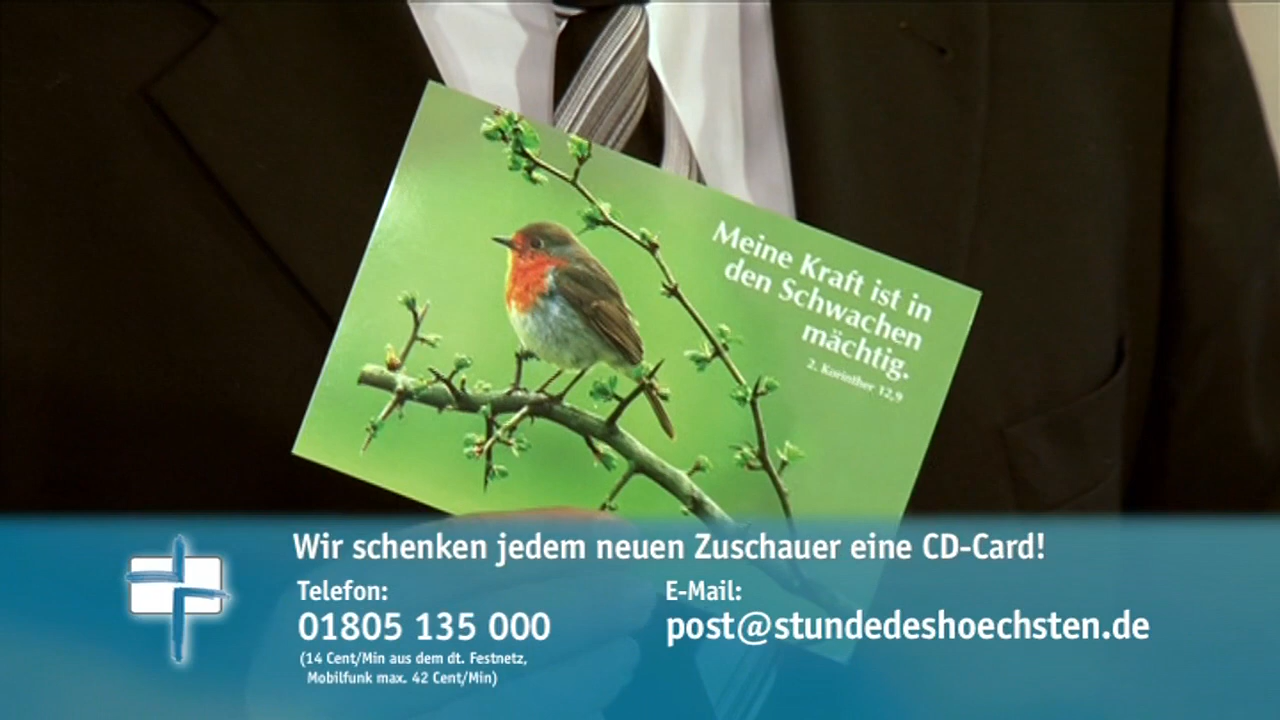 Meine Kraft ist in
den Schwachen
mächtig.
2. Korinther 12,9
Wir schenken jedem neuen Zuschauer eine CD-Card!
Telefon:
01805 135 000
(14 Cent/Min aus dem dt. Festnetz,
Mobilfunk max. 42 Cent/Min)
E-Mail:
post@stundedeshoechsten.de